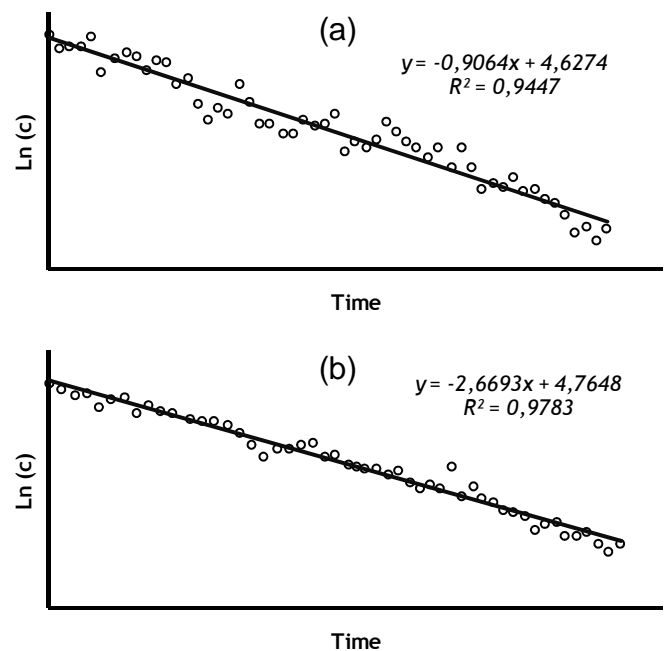 (a)
y = -0,9064x + 4,6274
R² = 0,9447
Ln (c)
Time
(b)
y = -2,6693x + 4,7648
R² = 0,9783
Ln (c)
Time